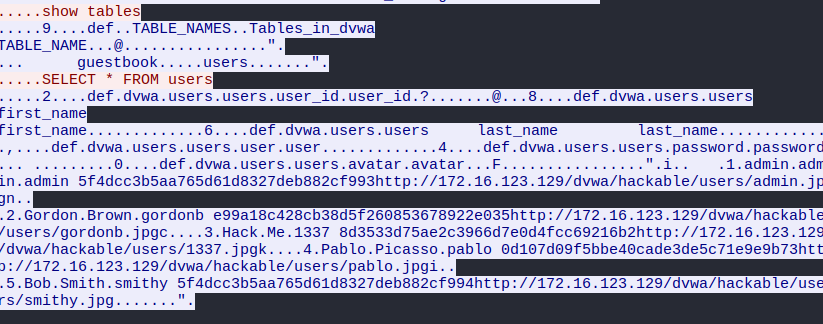 .....show tables
.....9....def..TABLE_NAMES..Tables_in_dvwa
TABLE_NAME...@................".
... guestbook.....users.......".
.....SELECT * FROM users
.....2....def.dvwa.users.users.user_id.user_id.?.......@...8....def.dvwa.users.users
first_name
first_name.............6....def.dvwa.users.users last_name last_name............
.,....def.dvwa.users.users.user.user.............4....def.dvwa.users.users.password.password
... .........0....def.dvwa.users.users.avatar.avatar...F................".i.. .1.admin.adm
in.admin 5f4dcc3b5aa765d61d8327deb882cf993http://172.16.123.129/dvwa/hackable/users/admin.jp
gn..
.2.Gordon.Brown.gordonb e99a18c428cb38d5f260853678922e035http://172.16.123.129/dvwa/hackable
/users/gordonb.jpgc....3.Hack.Me.1337 8d3533d75ae2c3966d7e0d4fcc69216b2http://172.16.123.129
/dvwa/hackable/users/1337.jpgk....4.Pablo.Picasso.pablo 0d107d09f5bbe40cade3de5c71e9e9b73htt
p://172.16.123.129/dvwa/hackable/users/pablo.jpgi..
.5.Bob.Smith.smithy 5f4dcc3b5aa765d61d8327deb882cf994http://172.16.123.129/dvwa/hackable/use
rs/smithy.jpg.......".